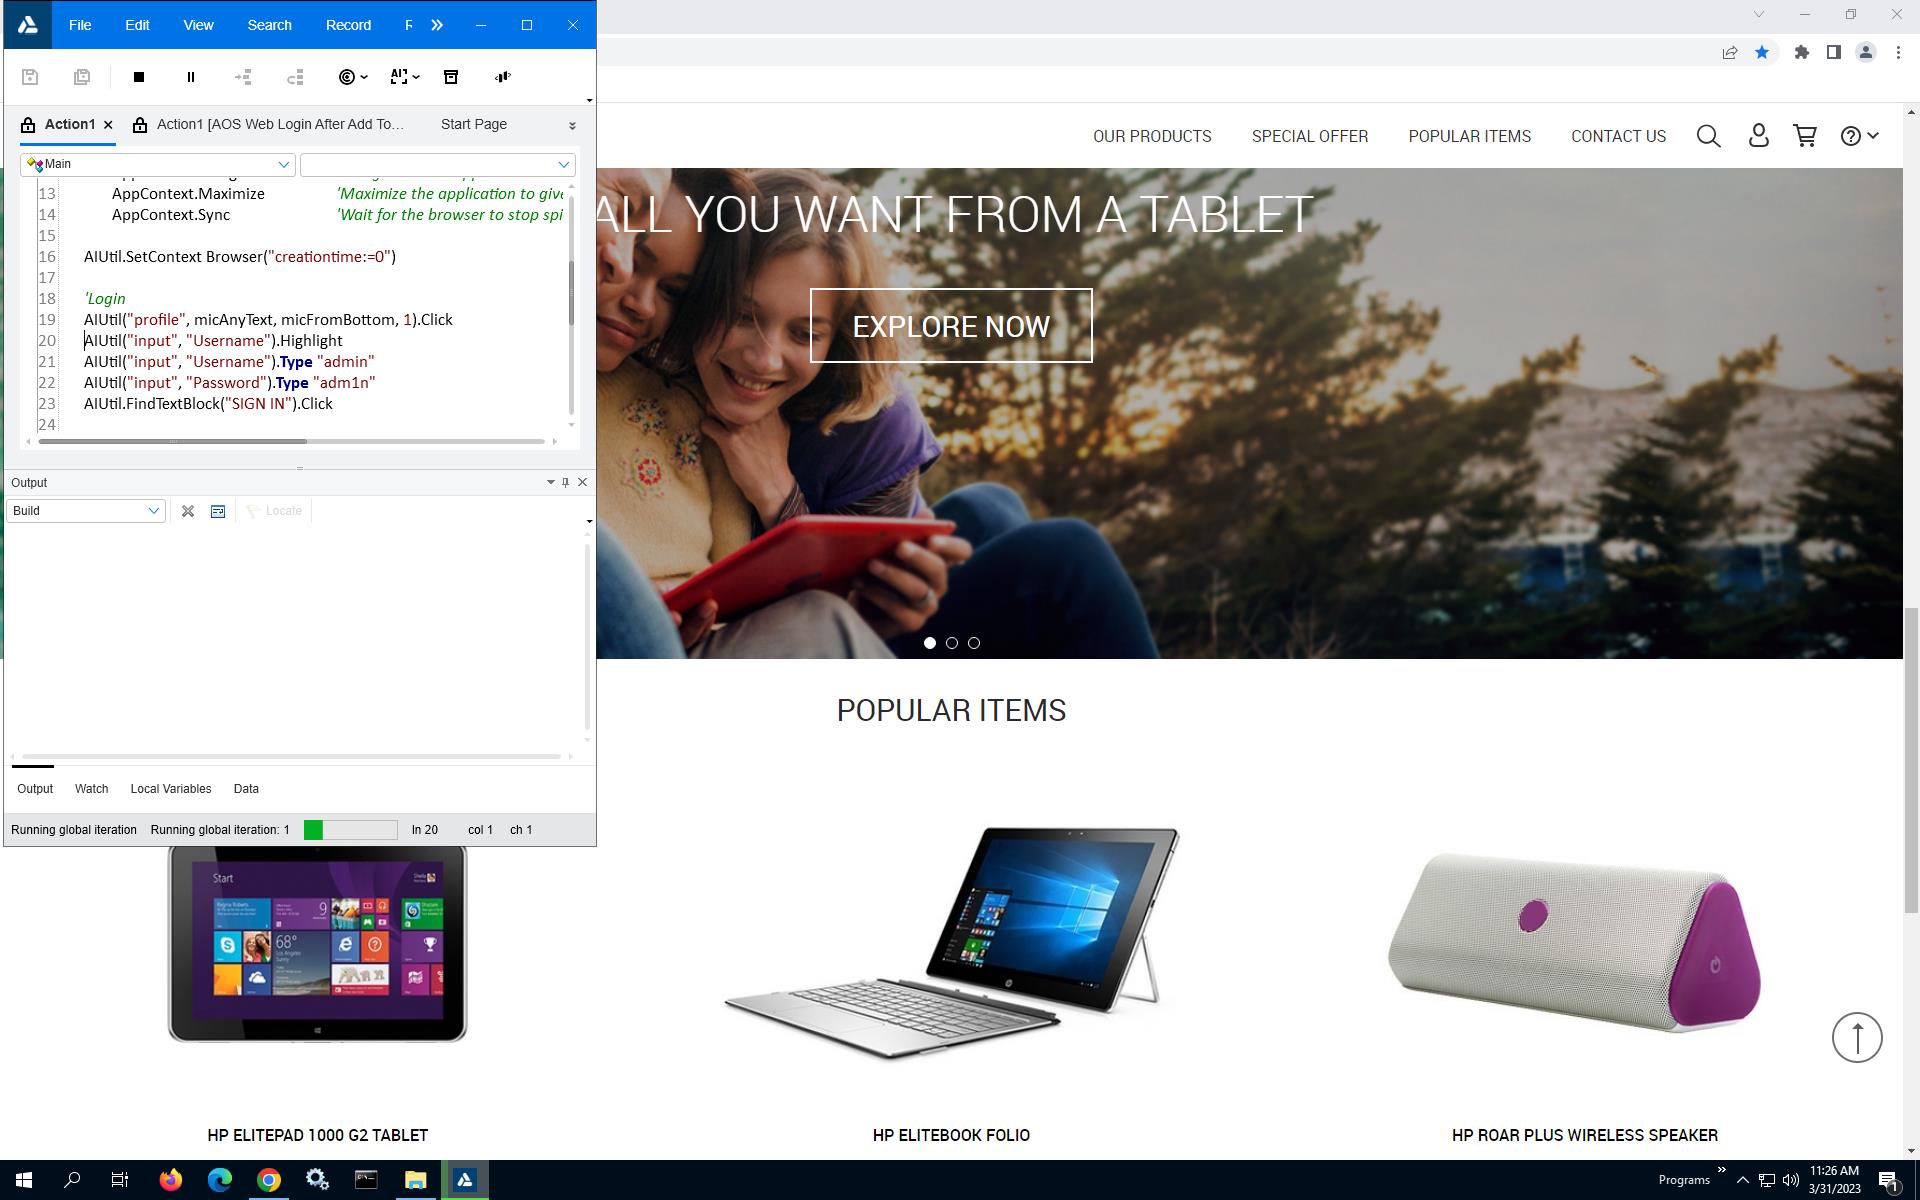 File Edit View Search Record
Action1 Action1 [AOS Web Login After Add To... Start Page
Main
13 AppContext.Maximize 'Maximize the application to give
14 AppContext.Sync 'Wait for the browser to stop spi
15
16 AIUtil.SetContext Browser("creationtime:=0")
17
18 'Login
19 AIUtil("profile", micAnyText, micFromBottom, 1).Click
20 AIUtil("input", "Username").Highlight
21 AIUtil("input", "Username").Type "admin"
22 AIUtil("input", "Password").Type "adm1n"
23 AIUtil.FindTextBlock("SIGN IN").Click
24
Output
Build Locate
Output Watch Local Variables Data
Running global iteration Running global iteration: 1 ln 20 col 1 ch 1
OUR PRODUCTS SPECIAL OFFER POPULAR ITEMS CONTACT US
ALL YOU WANT FROM A TABLET
EXPLORE NOW
POPULAR ITEMS
Start
9
68°
HP ELITEPAD 1000 G2 TABLET HP ELITEBOOK FOLIO HP ROAR PLUS WIRELESS SPEAKER
Programs 11:26 AM
3/31/2023
1